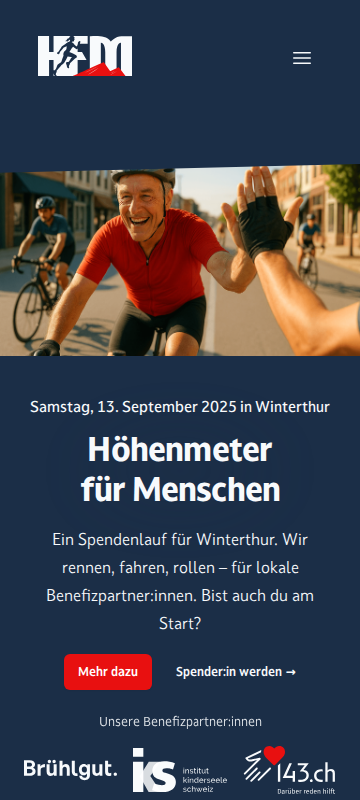 HFM
Samstag, 13. September 2025 in Winterthur
Höhenmeter
für Menschen
Ein Spendenlauf für Winterthur. Wir
rennen, fahren, rollen – für lokale
Benefizpartner:innen. Bist auch du am
Start?
Mehr dazu
Spender:in werden →
Unsere Benefizpartner:innen
Brühlgut.
iks
institut
kinderseele
schweiz
143.ch
Darüber reden hilft